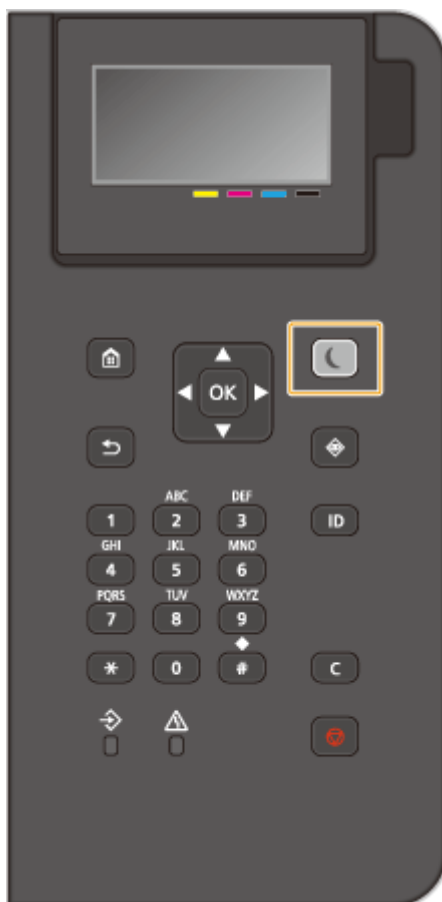 OK
ABC DEF
1 2 3 ID
GHI JKL MNO
4 5 6
PQRS TUV WXYZ
7 8 9
* 0 # C